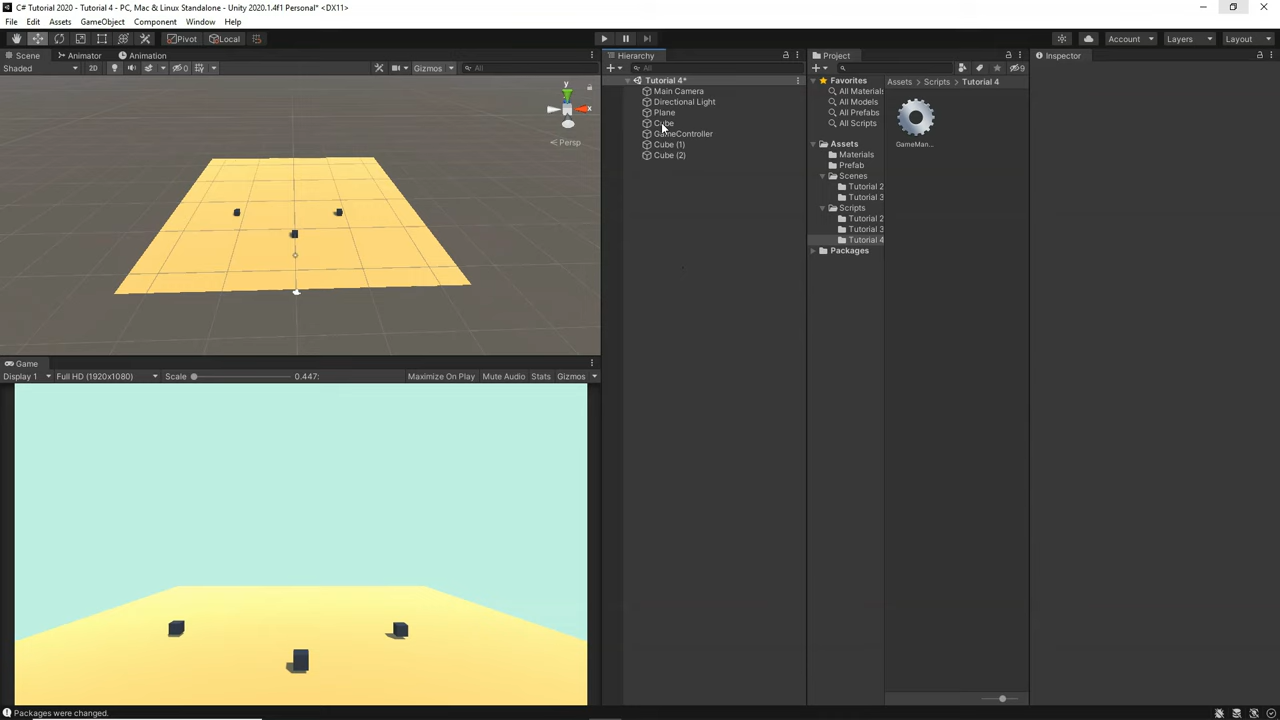 C# Tutorial 2020 - Tutorial 4 - PC, Mac & Linux Standalone - Unity 2020.1.4f1 Personal* <DX11>
File Edit Assets GameObject Component Window Help
Pivot Local Account Layers Layout
Scene Animator Animation
Shaded 2D 0 Gizmos All
y
x
Persp
Game
Display 1 Full HD (1920x1080) Scale 0.447: Maximize On Play Mute Audio Stats Gizmos
Hierarchy
All
Tutorial 4*
Main Camera
Directional Light
Plane
Cube
GameController
Cube (1)
Cube (2)
Project
9
Favorites
All Materials
All Models
All Prefabs
All Scripts
Assets
Materials
Prefab
Scenes
Tutorial 2
Tutorial 3
Scripts
Tutorial 2
Tutorial 3
Tutorial 4
Packages
Assets > Scripts > Tutorial 4
GameMan...
Inspector
Packages were changed.